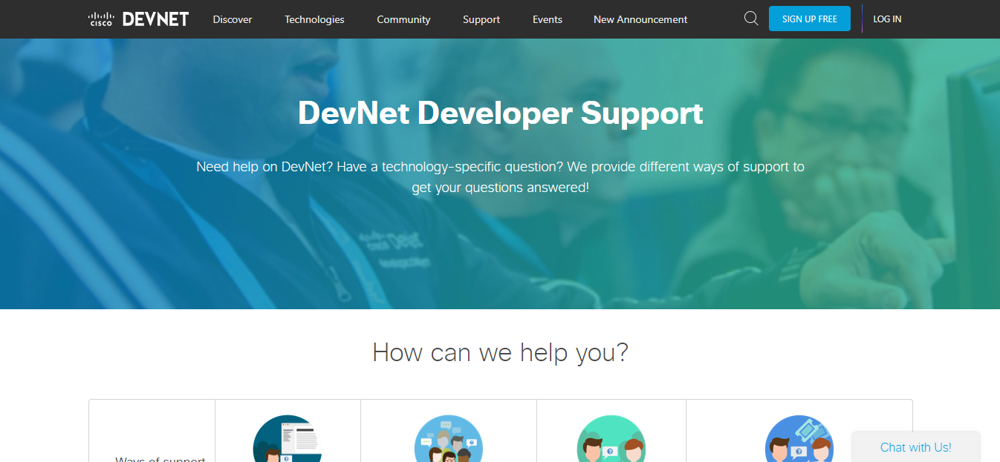 CISCO DEVNET Discover Technologies Community Support Events New Announcement SIGN UP FREE LOG IN
DevNet Developer Support
Need help on DevNet? Have a technology-specific question? We provide different ways of support to
get your questions answered!
How can we help you?
Ways of support
Chat with Us!